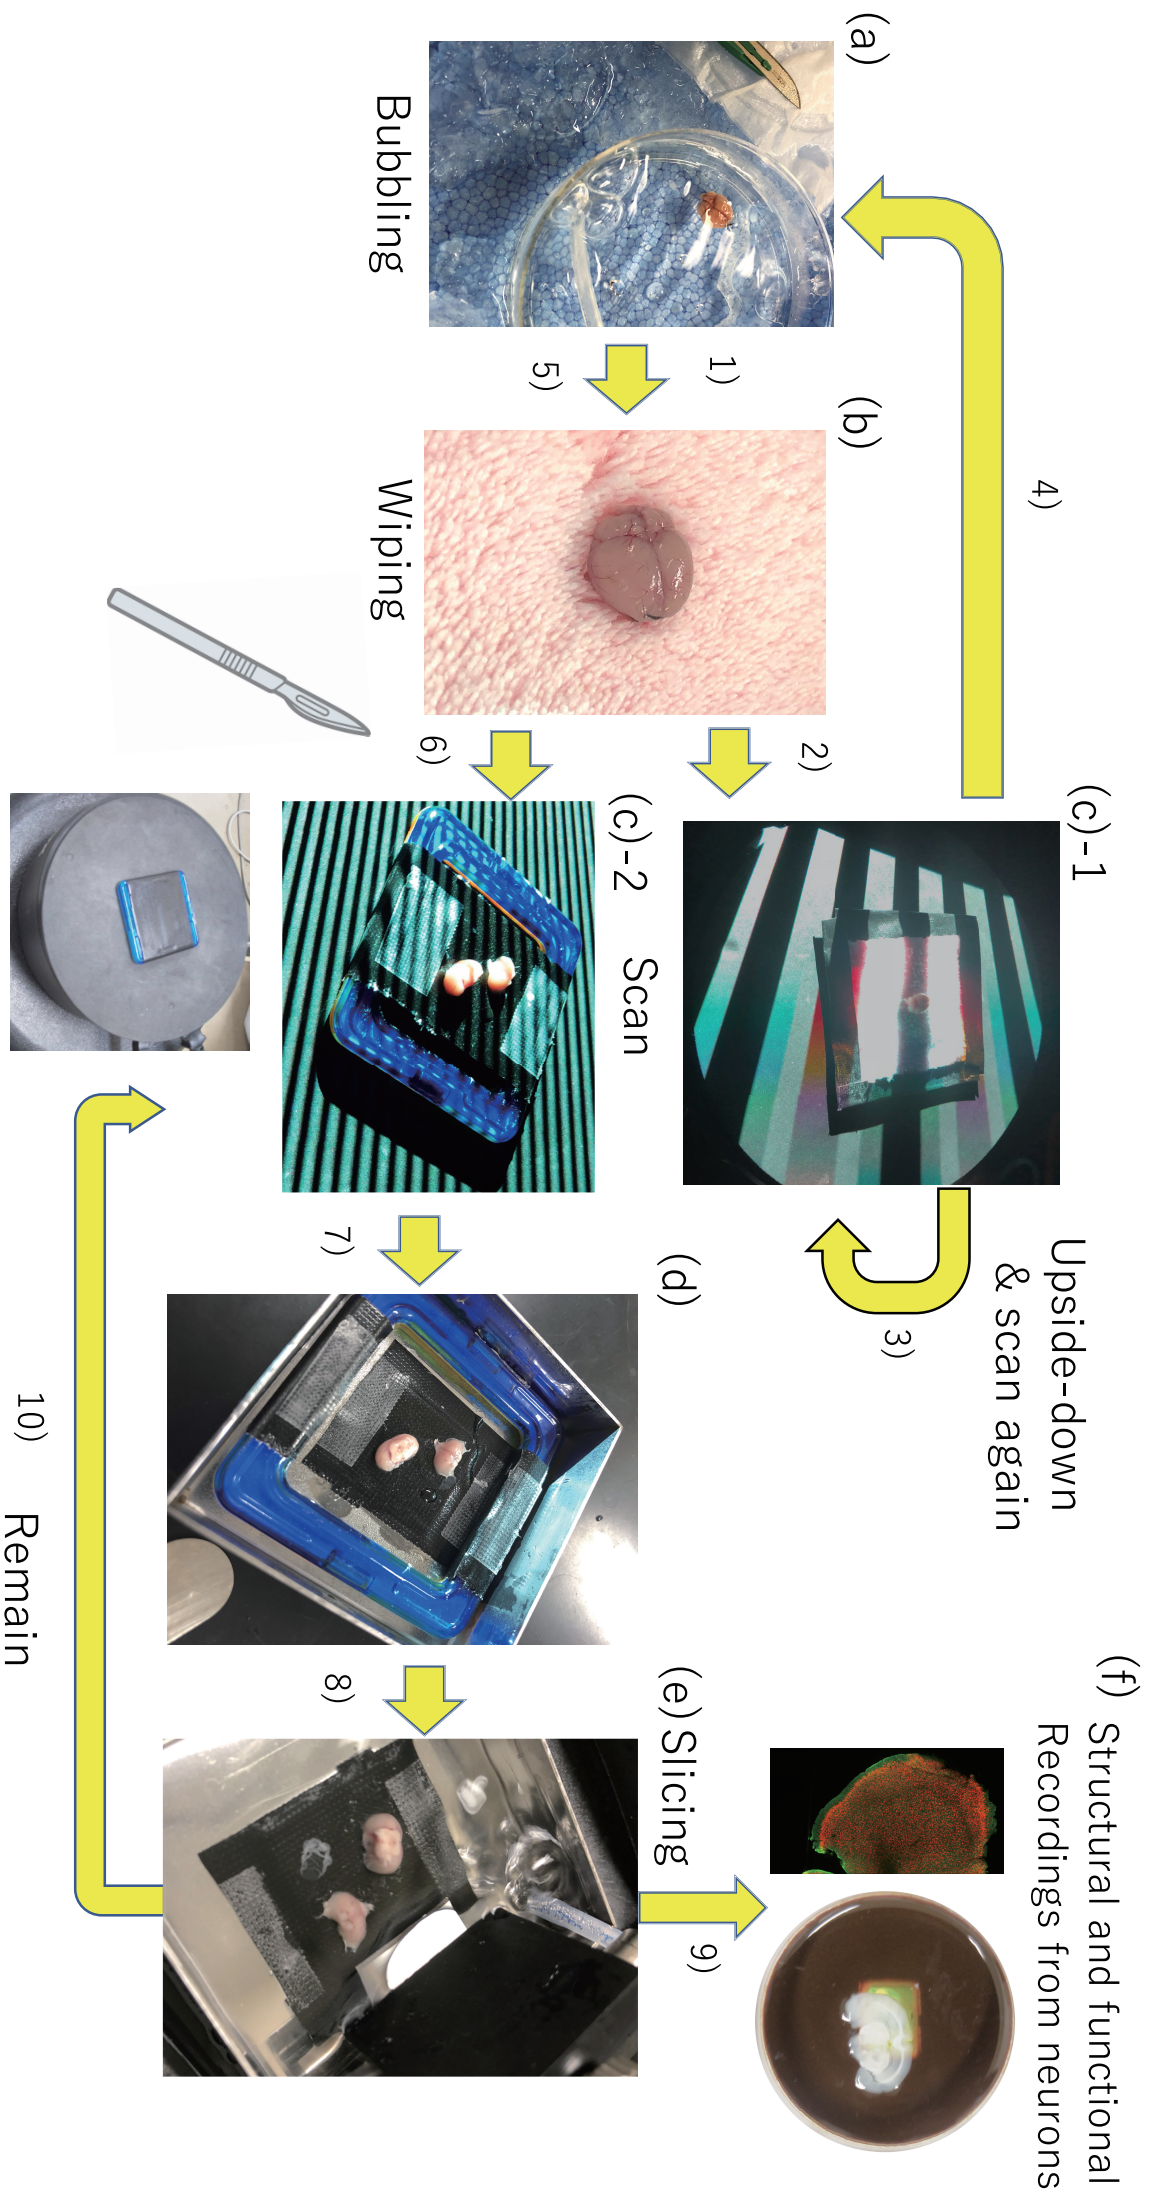 (a)
Bubbling
1)
5)
(b)
Wiping
4)
2)
6)
(c)-1
(c)-2
Scan
Upside-down
& scan again
3)
7)
(d)
8)
(e) Slicing
9)
(f)
Structural and functional
Recordings from neurons
10)
Remain